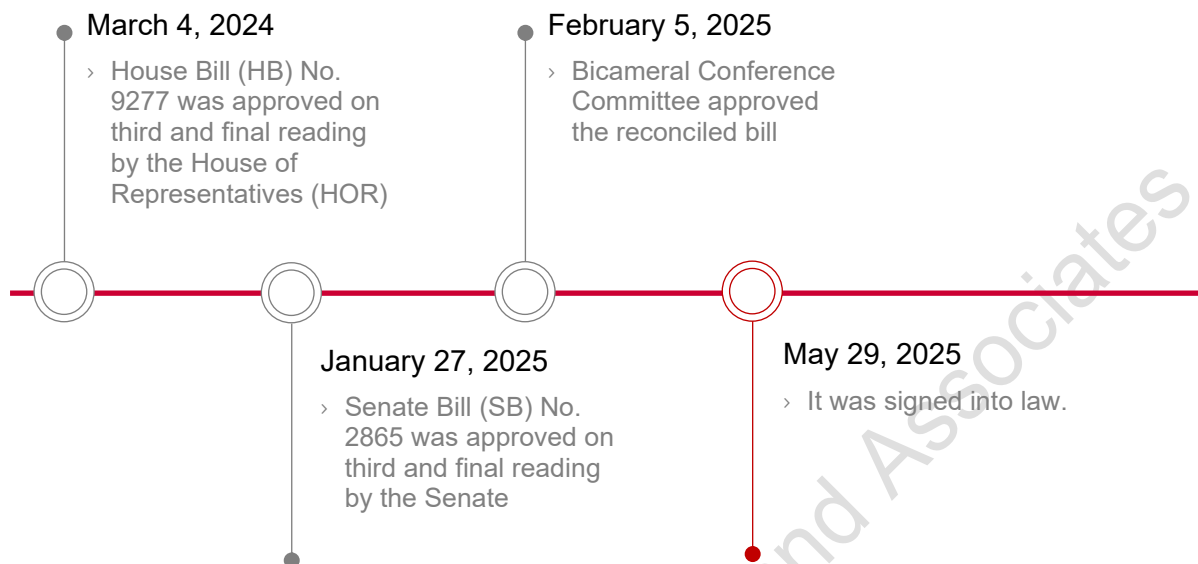 March 4, 2024
› House Bill (HB) No.
9277 was approved on
third and final reading
by the House of
Representatives (HOR)
January 27, 2025
› Senate Bill (SB) No.
2865 was approved on
third and final reading
by the Senate
February 5, 2025
› Bicameral Conference
Committee approved
the reconciled bill
May 29, 2025
› It was signed into law.
nd Associates